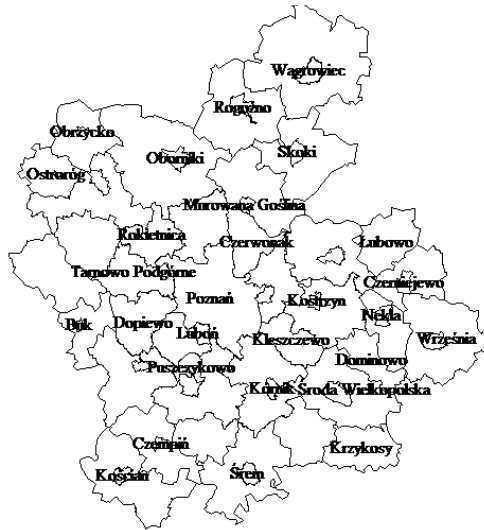 Wągrowiec
Rogoźno
Obrzycko
Oborniki
Skoki
Ostroróg
Murowana Goślina
Rokietnica
Czerwonak
Łubowo
Tarnowo Podgórne
Czerniejewo
Poznań
Kostrzyn
Nekla
Buk
Dopiewo
Luboń
Kleszczewo
Września
Dominowo
Puszczykowo
Kórnik
Środa Wielkopolska
Czempiń
Krzykosy
Kościan
Śrem